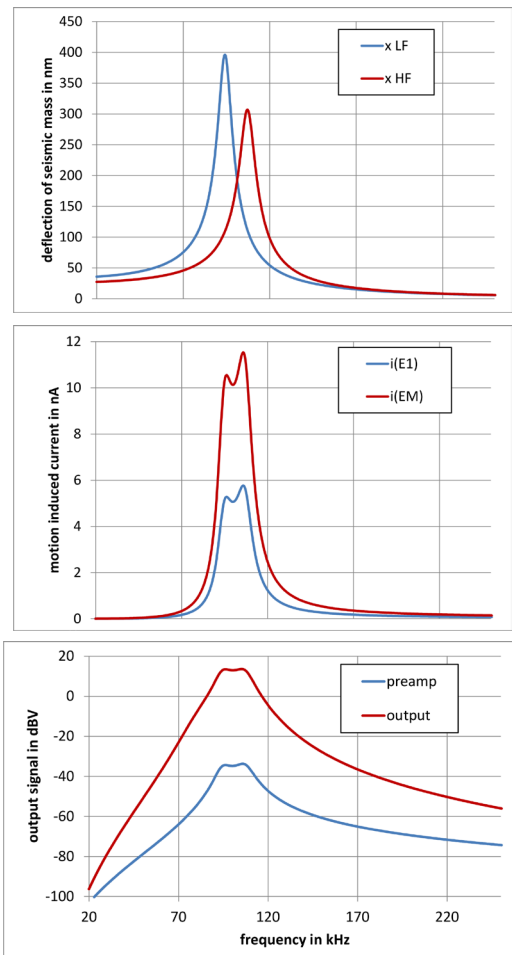 450
400
350
300
250
200
150
100
50
0
deflection of seismic mass in nm
x LF
x HF
12
10
8
6
4
2
0
motion induced current in nA
i(E1)
i(EM)
20
0
-20
-40
-60
-80
-100
output signal in dBV
preamp
output
20 70 120 170 220
frequency in kHz